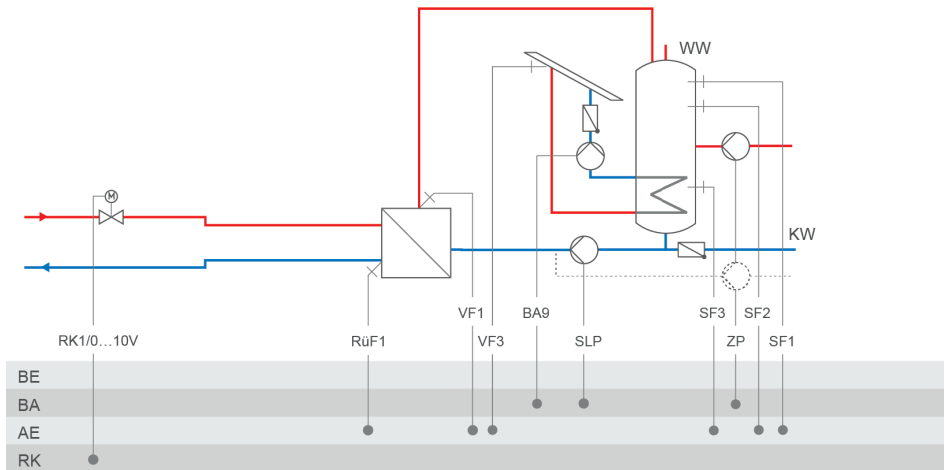 WW
M
KW
VF1 BA9 SF3 SF2
RK1/0…10V RüF1 VF3 SLP ZP SF1
BE
BA
AE
RK